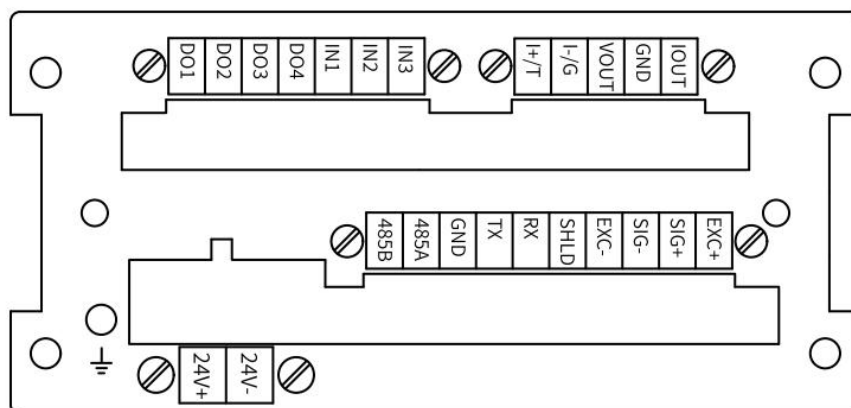 DO1 DO2 DO3 DO4 IN1 IN2 IN3 I+/T I-/G VOUT GND IOUT
485B 485A GND TX RX SHLD EXC- SIG- SIG+ EXC+
24V+ 24V-